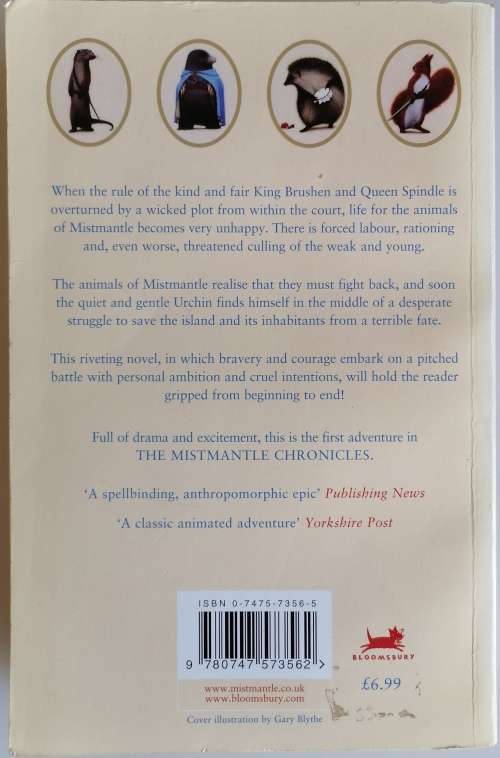 When the rule of the kind and fair King Brushen and Queen Spindle is
overturned by a wicked plot from within the court, life for the animals
of Mistmantle becomes very unhappy. There is forced labour, rationing
and, even worse, threatened culling of the weak and young.
The animals of Mistmantle realise that they must fight back, and soon
the quiet and gentle Urchin finds himself in the middle of a desperate
struggle to save the island and its inhabitants from a terrible fate.
This riveting novel, in which bravery and courage embark on a pitched
battle with personal ambition and cruel intentions, will hold the reader
gripped from beginning to end!
Full of drama and excitement, this is the first adventure in
THE MISTMANTLE CHRONICLES.
‘A spellbinding, anthropomorphic epic’ Publishing News
‘A classic animated adventure’ Yorkshire Post
ISBN 0-7475-7356-5
9 780747 573562 >
www.mistmantle.co.uk
www.bloomsbury.com
Cover illustration by Gary Blythe
BLOOMSBURY
£6.99